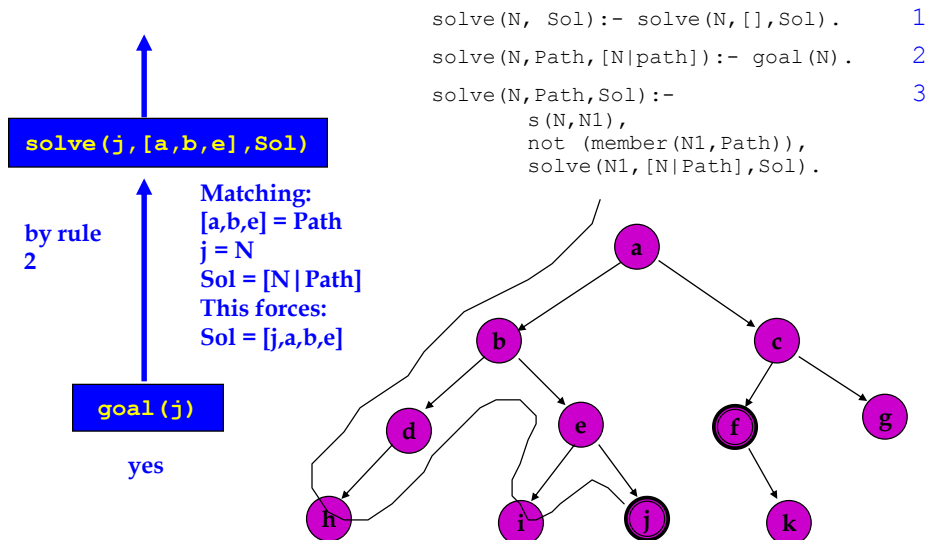 solve(N, Sol):- solve(N,[],Sol). 1
solve(N,Path,[N|path]):- goal(N). 2
solve(N,Path,Sol):- 3
s(N,N1),
not (member(N1,Path)),
solve(N1,[N|Path],Sol).
solve(j,[a,b,e],Sol)
by rule
2
Matching:
[a,b,e] = Path
j = N
Sol = [N|Path]
This forces:
Sol = [j,a,b,e]
goal(j)
yes
a
b c
d e f g
h i j k